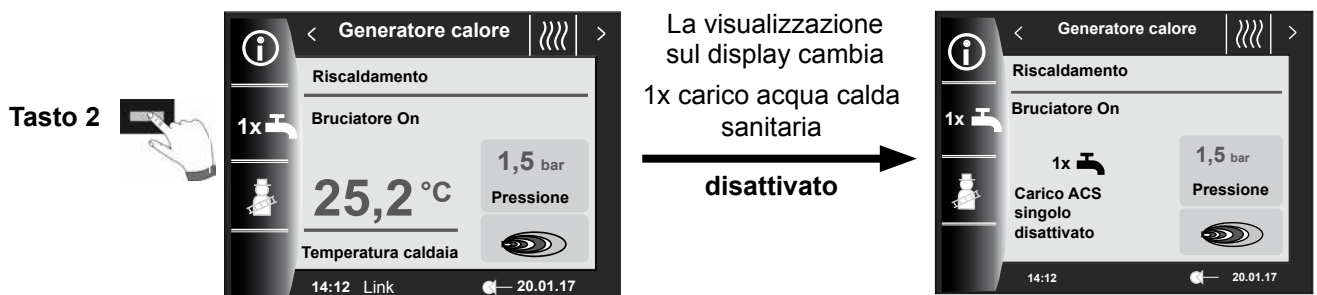 Tasto 2
< Generatore calore >
Riscaldamento
Bruciatore On
1x
1,5 bar
Pressione
25,2 °C
Temperatura caldaia
14:12 Link
20.01.17
La visualizzazione
sul display cambia
1x carico acqua calda
sanitaria
disattivato
< Generatore calore >
Riscaldamento
Bruciatore On
1x
1x
Carico ACS
singolo
disattivato
1,5 bar
Pressione
14:12
20.01.17